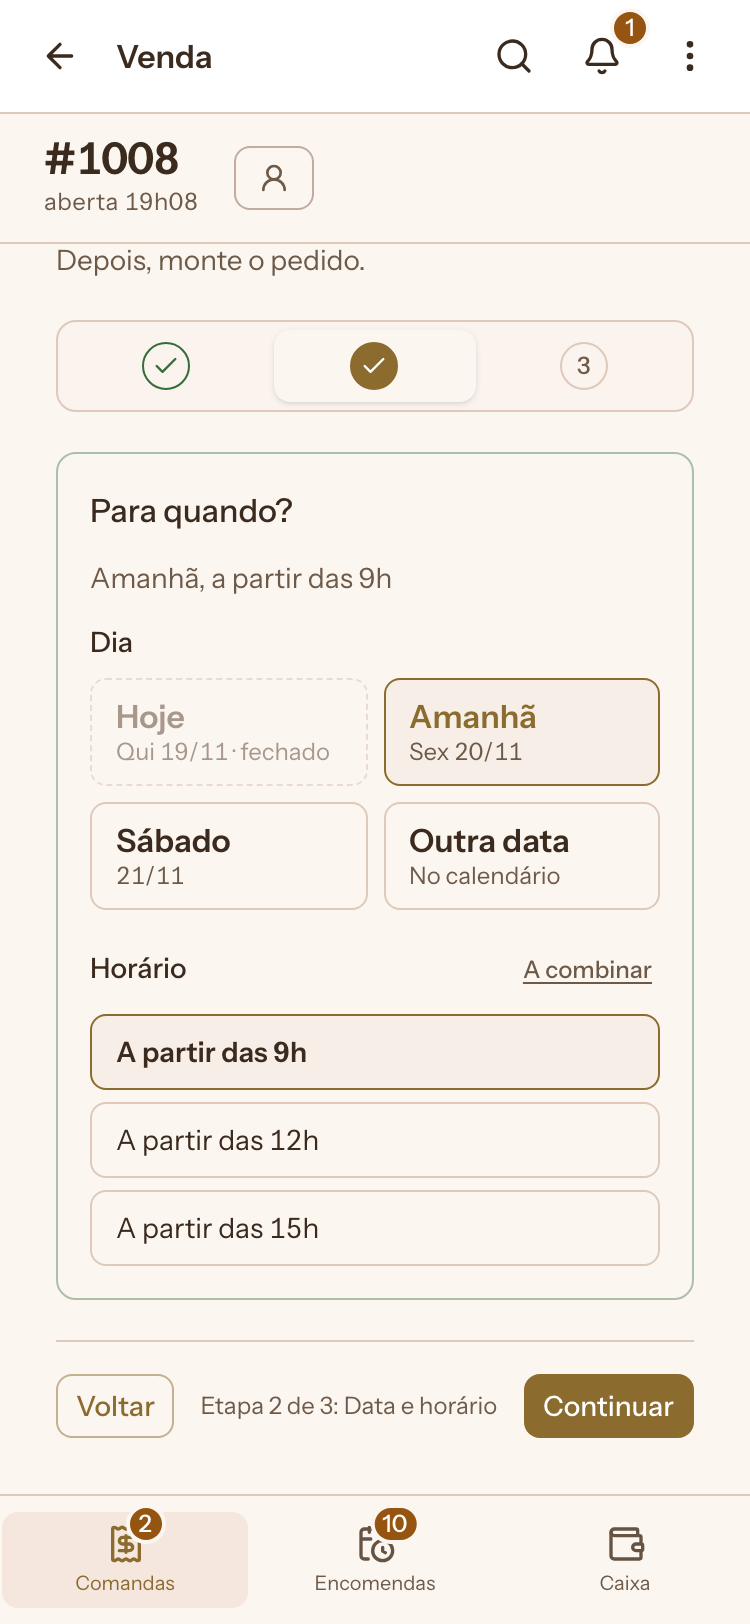 Venda
1
#1008
aberta 19h08
Depois, monte o pedido.
3
Para quando?
Amanhã, a partir das 9h
Dia
Hoje
Qui 19/11 · fechado
Amanhã
Sex 20/11
Sábado
21/11
Outra data
No calendário
Horário
A combinar
A partir das 9h
A partir das 12h
A partir das 15h
Voltar
Etapa 2 de 3: Data e horário
Continuar
2
10
Comandas
Encomendas
Caixa